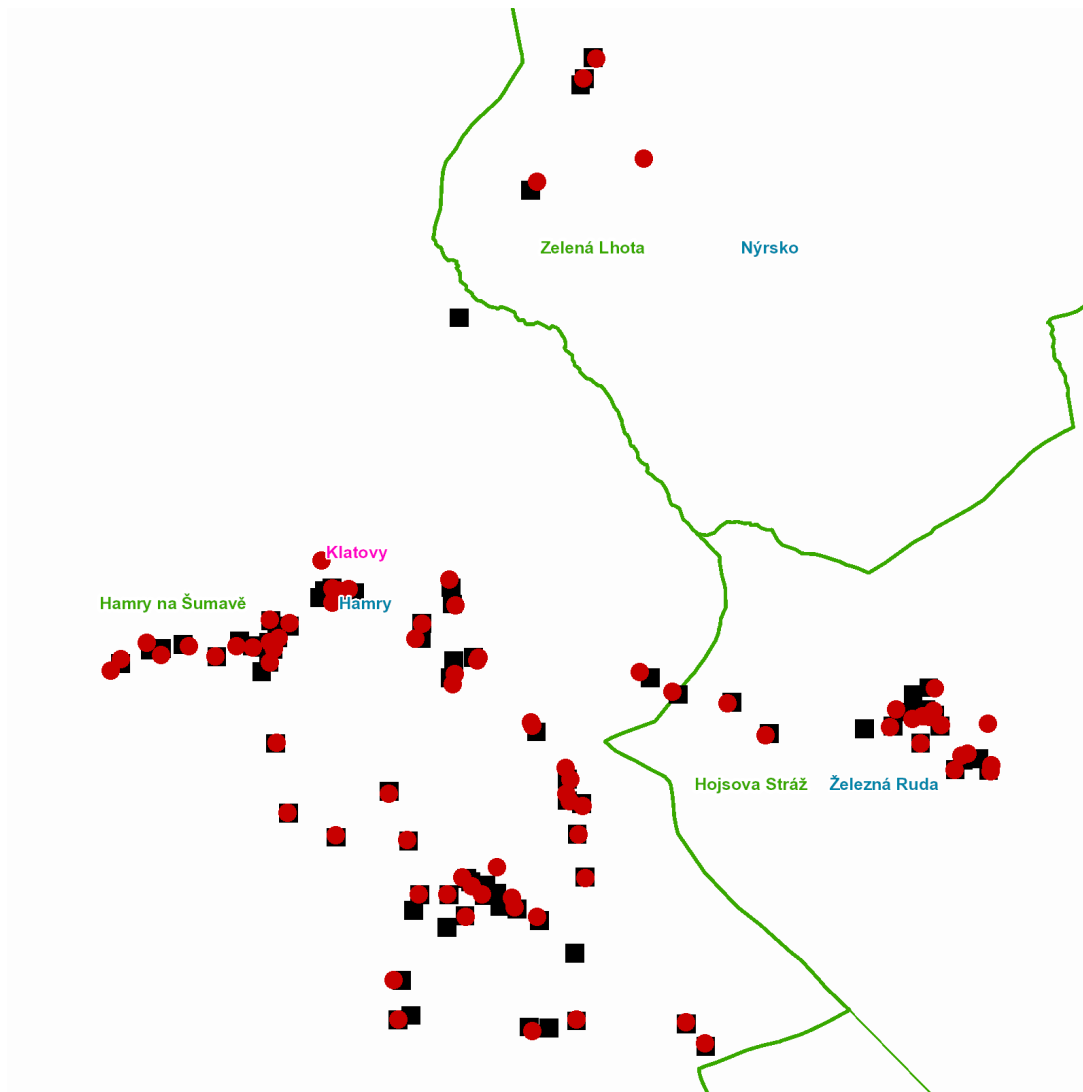 Zelená Lhota
Nýrsko
Klatovy
Hamry na Šumavě
Hamry
Hojsova Stráž
Železná Ruda